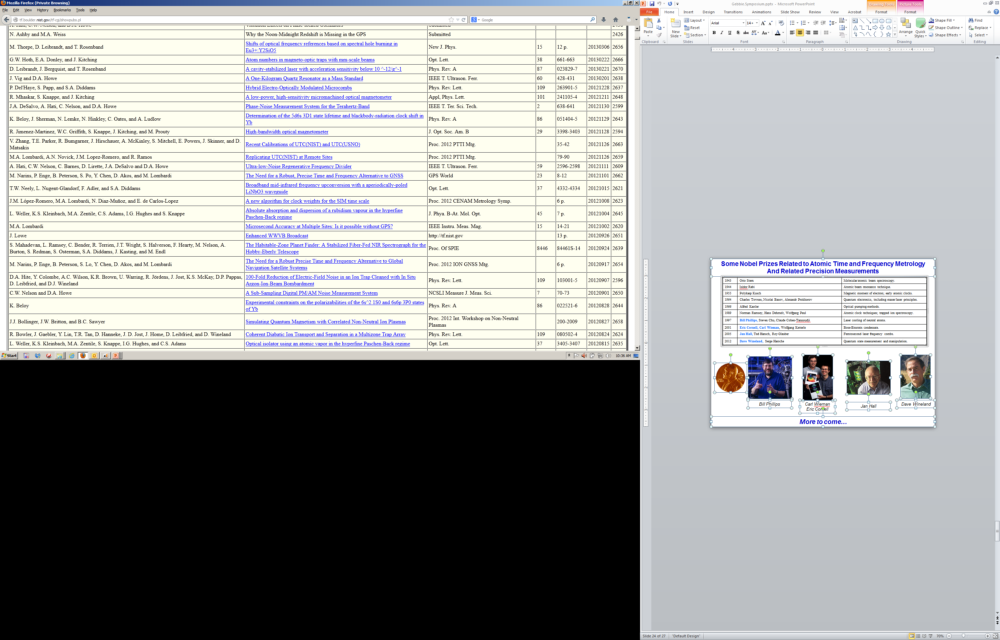 Mozilla Firefox (Private Browsing)
File Edit View History Bookmarks Tools Help
tf.boulder.nist.gov/tf-cgi/showpubs.pl
Google
N. Ashby and M.A. Weiss Why the Noon-Midnight Redshift is Missing in the GPS Submitted 2426
M. Thorpe, D. Leibrandt, and T. Rosenband Shifts of optical frequency references based on spectral hole burning in
Eu3+:Y2SiO5 New J. Phys. 15 12 p. 20130306 2656
G.W. Hoth, E.A. Donley, and J. Kitching Atom numbers in magneto-optic traps with mm-scale beams Opt. Lett. 38 661-663 20130222 2666
D. Leibrandt, J. Bergquist, and T. Rosenband A cavity-stabilized laser with acceleration sensitivity below 10 ^-12/g^-1 Phys. Rev. A 87 023829-7 20130221 2670
J. Vig and D.A. Howe A One-Kilogram Quartz Resonator as a Mass Standard IEEE T. Ultrason. Ferr. 60 428-431 20130201 2638
P. Del'Haye, S. Papp, and S.A. Diddams Hybrid Electro-Optically Modulated Microcombs Phys. Rev. Lett. 109 263901-5 20121228 2637
R. Mhaskar, S. Knappe, and J. Kitching A low-power, high-sensitivity micromachined optical magnetometer Appl, Phys. Lett. 101 241105-4 20121211 2648
J.A. DeSalvo, A. Hati, C. Nelson, and D.A. Howe Phase-Noise Measurement System for the Terahertz-Band IEEE T. Ter. Sci. Tech. 2 638-641 20121130 2599
K. Beloy, J. Sherman, N. Lemke, N. Hinkley, C. Oates, and A. Ludlow Determination of the 5d6s 3D1 state lifetime and blackbody-radiation clock shift in
Yb Phys. Rev. A 86 051404-5 20121129 2643
R. Jimenez-Martinez, W.C. Griffith, S. Knappe, J. Kitching, and M. Prouty High-bandwidth optical magnetometer J. Opt. Soc. Am. B 29 3398-3403 20121128 2594
V. Zhang, T.E. Parker, R. Bumgarner, J. Hirschauer, A. McKinley, S. Mitchell, E. Powers, J. Skinner, and D.
Matsakis Recent Calibrations of UTC(NIST) and UTC(USNO) Proc. 2012 PTTI Mtg. 35-42 20121126 2663
M.A. Lombardi, A.N. Novick, J.M. Lopez-Romero, and R. Ramos Replicating UTC(NIST) at Remote Sites Proc. 2012 PTTI Mtg. 79-90 20121126 2659
A. Hati, C.W. Nelson, C. Barnes, D. Lirette, J.A. DeSalvo and D.A. Howe Ultra-low-Noise Regenerative Frequency Divider IEEE T. Ultrason. Ferr. 59 2596-2598 20121111 2609
M. Narins, P. Enge, B. Peterson, S. Po, Y. Chen, D. Akos, and M. Lombardi The Need for a Robust, Precise Time and Frequency Alternative to GNSS GPS World 23 8-12 20121101 2662
T.W. Neely, L. Nugent-Glandorf, F. Adler, and S.A. Diddams Broadband mid-infrared frequency upconversion with a aperiodically-poled
LiNbO3 waveguide Opt. Lett. 37 4332-4334 20121015 2621
J.M. López-Romero, M.A. Lombardi, N. Diaz-Muñoz, and E. de Carlos-Lopez A new algorithm for clock weights for the SIM time scale Proc. 2012 CENAM Metrology Symp. 6 p. 20121008 2623
L. Weller, K.S. Kleinbach, M.A. Zentile, C.S. Adams, I.G. Hughes and S. Knappe Absolute absorption and dispersion of a rubidium vapour in the hyperfine
Paschen-Back regime J. Phya. B-At. Mol. Opt. 45 7 p. 20121004 2645
M.A. Lombardi Microsecond Accuracy at Multiple Sites: Is it possible without GPS? IEEE Instru. Meas. Mag. 15 14-21 20121002 2620
J. Lowe Enhanced WWVB Broadcast http://tf.nist.gov 13 p. 20120926 2651
S. Mahadevan, L. Ramsey, C. Bender, R. Terrien, J.T. Wright, S. Halverson, F. Hearty, M. Nelson, A.
Burton, S. Redman, S. Osterman, S.A. Diddams, J. Kasting, and M. Endl The Habitable-Zone Planet Finder: A Stabilized Fiber-Fed NIR Spectrograph for the
Hobby-Eberly Telescope Proc. Of SPIE 8446 84461S-14 20120924 2639
M. Narins, P. Enge, B. Peterson, S. Lo, Y. Chen, D. Akos, and M. Lombardi The Need for a Robust Precise Time and Frequency Alternative to Global
Navigation Satellite Systems Proc. 2012 ION GNSS Mtg. 6 p. 20120917 2654
D.A. Hite, Y. Colombe, A.C. Wilson, K.R. Brown, U. Warring, R. Jördens, J. Jost, K.S. McKay, D.P. Pappas,
D. Leibfried, and D.J. Wineland 100-Fold Reduction of Electric-Field Noise in an Ion Trap Cleaned with In Situ
Argon-Ion-Beam Bombardment Phys. Rev. Lett. 109 103001-5 20120907 2596
C.W. Nelson and D.A. Howe A Sub-Sampling Digital PM/AM Noise Measurement System NCSLI Measure J. Meas. Sci. 7 70-73 20120901 2650
K. Beloy Experimental constraints on the polarizabilities of the 6s^2 1S0 and 6s6p 3P0 states
of Yb Phys. Rev. A 86 022521-6 20120828 2644
J.J. Bollinger, J.W. Britton, and B.C. Sawyer Simulating Quantum Magnetism with Correlated Non-Neutral Ion Plasmas Proc. 2012 Int. Workshop on Non-Neutral
Plasmas 200-2009 20120827 2658
R. Bowler, J. Gaebler, Y. Lin, T.R. Tan, D. Hanneke, J. D. Jost, J. Home, D. Leibfried, and D. Wineland Coherent Diabatic Ion Transport and Separation in a Multizone Trap Array Phys. Rev. Lett. 109 080502-4 20120824 2624
L. Weller, K.S. Kleinbach, M.A. Zentile, S. Knappe, I.G. Hughes, and C.S. Adams Optical isolator using an atomic vapor in the hyperfine Paschen-Back regime Opt. Lett. 37 3405-3407 20120815 2635
Start
10:36 AM
Gebbie.Symposium.pptx - Microsoft PowerPoint
Drawing Tools Picture Tools
File Home Insert Design Transitions Animations Slide Show Review View Acrobat Format Format
Paste
Clipboard
New
Slide
Layout
Reset
Section
Slides
Arial 14+
Font
Paragraph
Arrange
Quick
Styles
Shape Fill
Shape Outline
Shape Effects
Drawing
Find
Replace
Select
Editing
Some Nobel Prizes Related to Atomic Time and Frequency Metrology
And Related Precision Measurements
1943 Otto Stern Molecular/atomic beam spectroscopy.
1944 Isidor Rabi Atomic beam resonance technique.
1955 Polykarp Kusch Magnetic moment of electron; early atomic clocks.
1964 Charles Townes, Nicolai Basov, Alexandr Prokhorov Quantum electronics, including maser/laser principles.
1966 Alfred Kastler Optical pumping methods.
1989 Norman Ramsey, Hans Dehmelt, Wolfgang Paul Atomic clock techniques; trapped ion spectroscopy.
1997 Bill Phillips, Steven Chu, Claude Cohen-Tannoudji Laser cooling of neutral atoms.
2001 Eric Cornell, Carl Wieman, Wolfgang Ketterle Bose-Einstein condensate.
2005 Jan Hall, Ted Hansch, Roy Glauber Femtosecond laser frequency combs.
2012 Dave Wineland, Serge Haroche Quantum state measurement and manipulation.
Bill Phillips
Carl Wieman
Eric Cornell
Jan Hall
Dave Wineland
More to come...
Slide 24 of 27 "Default Design" 70%